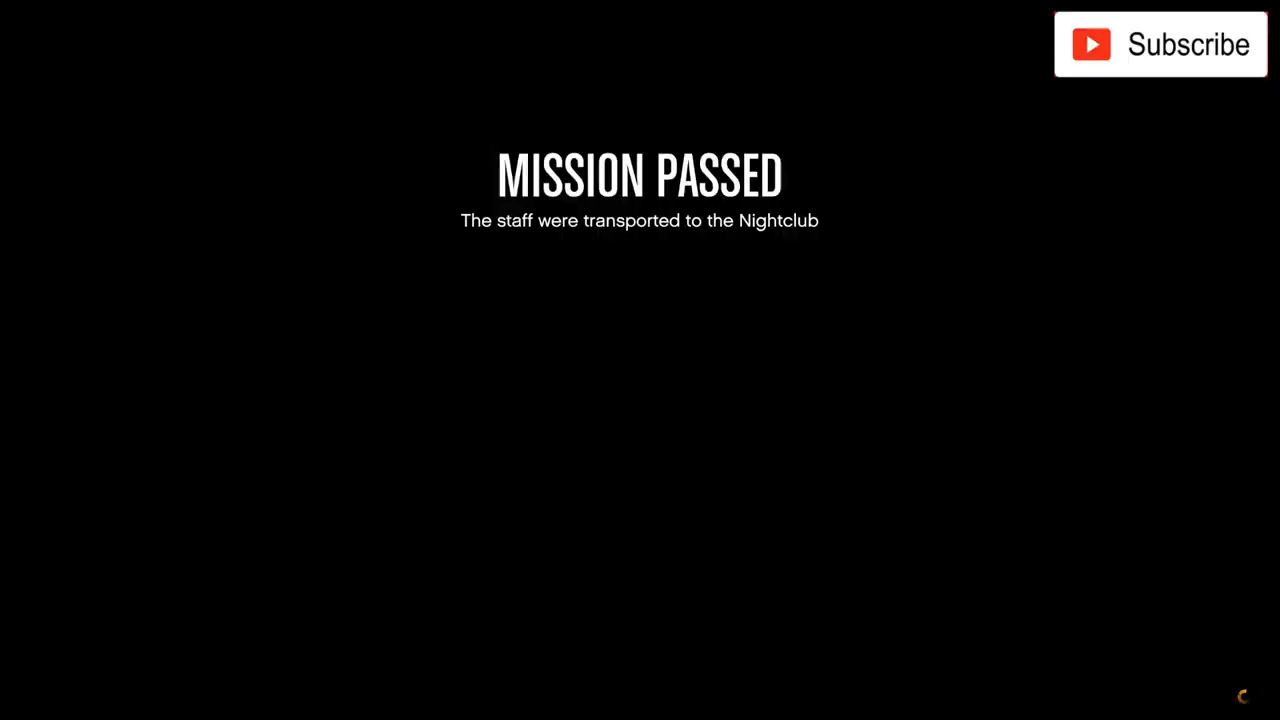 Subscribe
MISSION PASSED
The staff were transported to the Nightclub